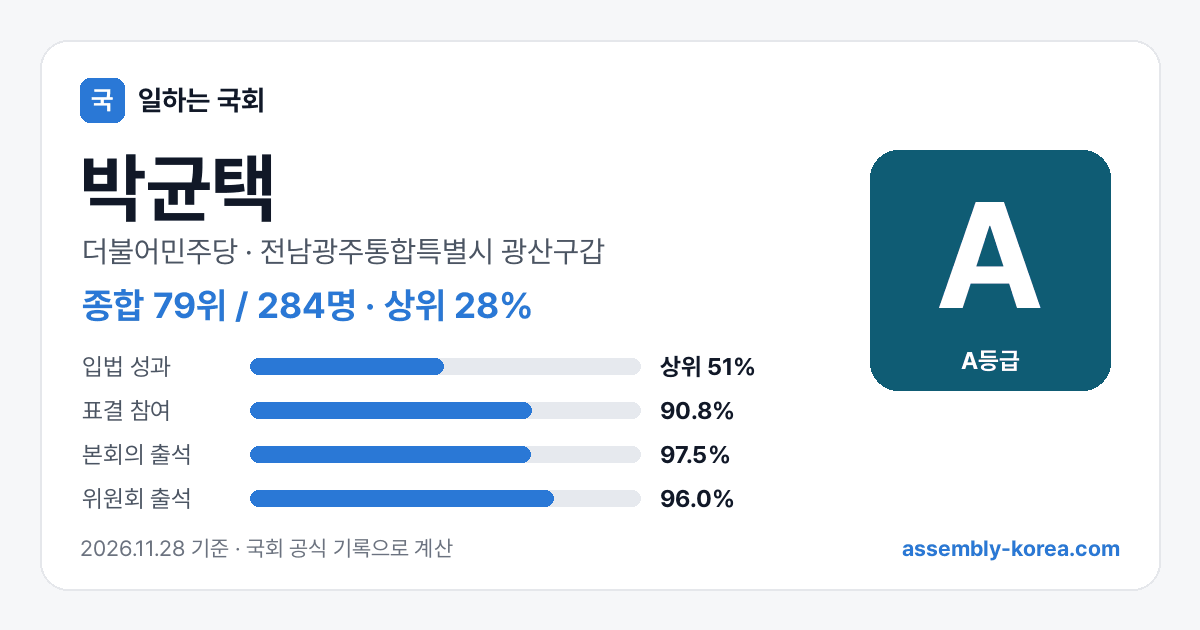 국 일하는 국회
박균택
더불어민주당 · 전남광주통합특별시 광산구갑
종합 79위 / 284명 · 상위 28%
A
A등급
입법 성과 상위 51%
표결 참여 90.8%
본회의 출석 97.5%
위원회 출석 96.0%
2026.11.28 기준 · 국회 공식 기록으로 계산
assembly-korea.com